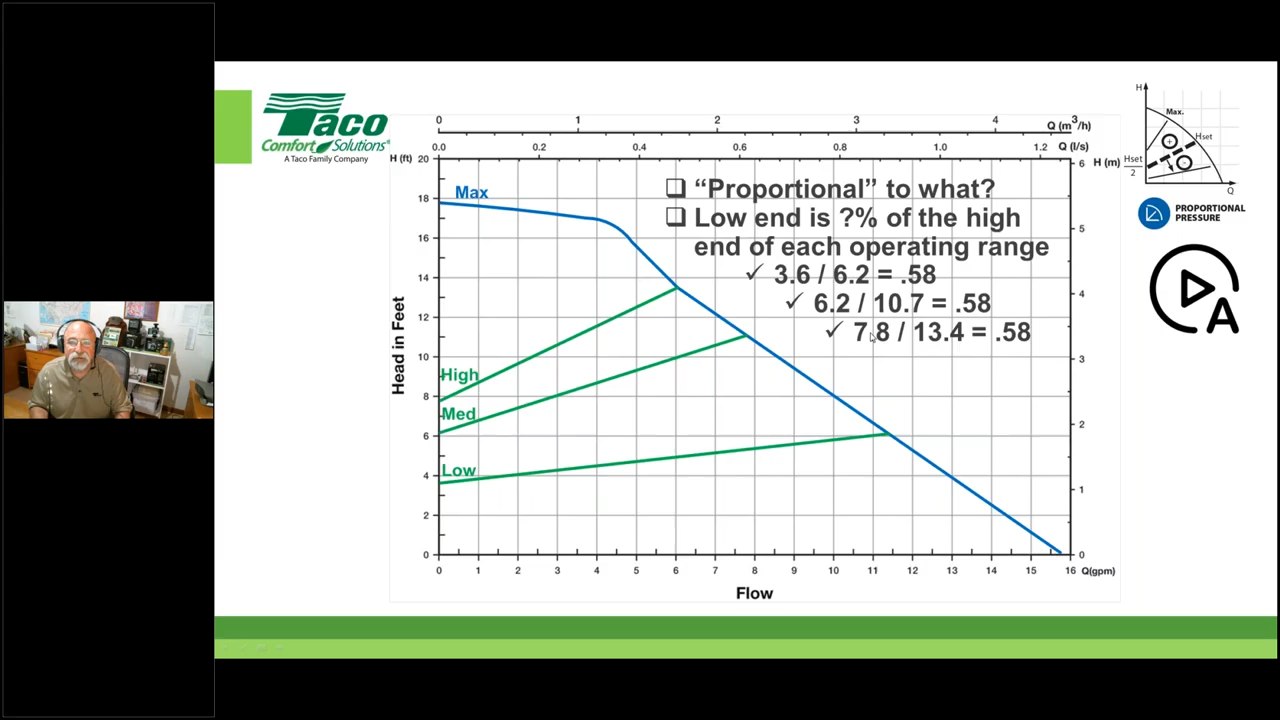 Taco
Comfort Solutions®
A Taco Family Company
0 1 2 3 4 3
Q (m³/h)
0.0 0.2 0.4 0.6 0.8 1.0 1.2
Q (l/s)
H (ft)
H (m)
20
18
16
14
12
10
8
6
4
2
0
Head in Feet
Max
High
Med
Low
❑ “Proportional” to what?
❑ Low end is ?% of the high
end of each operating range
✓ 3.6 / 6.2 = .58
✓ 6.2 / 10.7 = .58
✓ 7.8 / 13.4 = .58
6
5
4
3
2
1
0
0 1 2 3 4 5 6 7 8 9 10 11 12 13 14 15 16 Q(gpm)
Flow
H
Max.
Hset
Hset
2
+
-
Q
PROPORTIONAL
PRESSURE
A